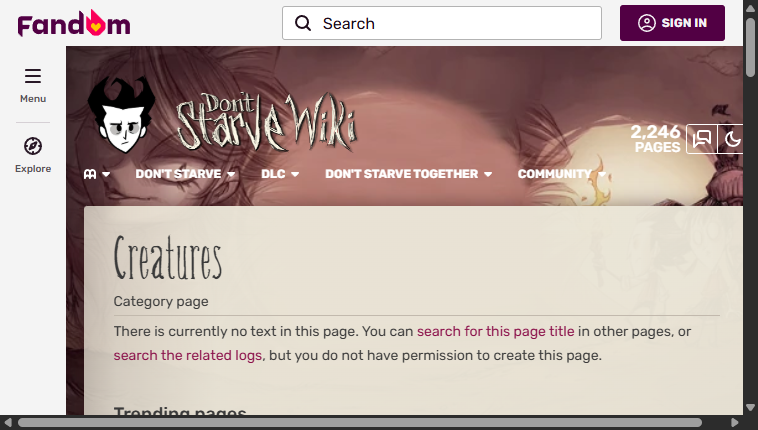 Fandom
Search
SIGN IN
Menu
Explore
Don't
Starve Wiki
2,246
PAGES
DON'T STARVE
DLC
DON'T STARVE TOGETHER
COMMUNITY
Creatures
Category page
There is currently no text in this page. You can search for this page title in other pages, or
search the related logs, but you do not have permission to create this page.
Trending pages